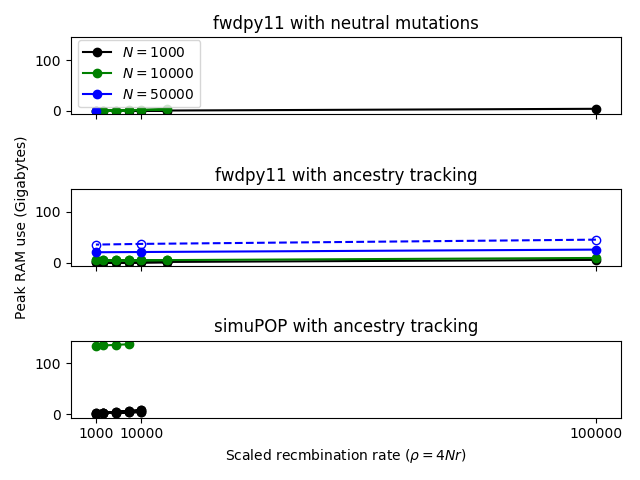 fwdpy11 with neutral mutations
100
0
N = 1000
N = 10000
N = 50000
fwdpy11 with ancestry tracking
100
0
Peak RAM use (Gigabytes)
simuPOP with ancestry tracking
100
0
1000 10000 100000
Scaled recmbination rate (ρ = 4Nr)